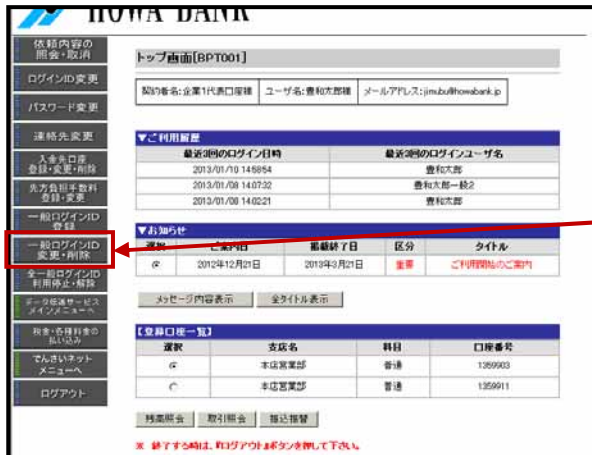 HOWA BANK
依頼内容の
照会・取消
ログインID変更
パスワード変更
連絡先変更
入金先口座
登録・変更・削除
先方負担手数料
登録・変更
一般ログインID
登録
一般ログインID
変更・削除
全一般ログインID
利用停止・解除
データ伝送サービス
メインメニューへ
税金・各種料金の
払い込み
でんさいネット
メニューへ
ログアウト
トップ画面[BPT001]
契約者名:企業1代表口座様 ユーザ名:豊和太郎様 メールアドレス:jimubu@howabank.jp
▼ご利用履歴
最近3回のログイン日時 最近3回のログインユーザ名
2013/01/10 14:58:54 豊和太郎
2013/01/08 14:07:32 豊和太郎一般2
2013/01/08 14:02:21 豊和太郎
▼お知らせ
選択 ご案内日 掲載終了日 区分 タイトル
2012年12月21日 2013年3月21日 重要 ご利用開始のご案内
メッセージ内容表示 全タイトル表示
【登録口座一覧】
選択 支店名 科目 口座番号
本店営業部 普通 1359903
本店営業部 普通 1359911
残高照会 取引照会 振込振替
※ 終了する時は、『ログアウト』ボタンを押して下さい。